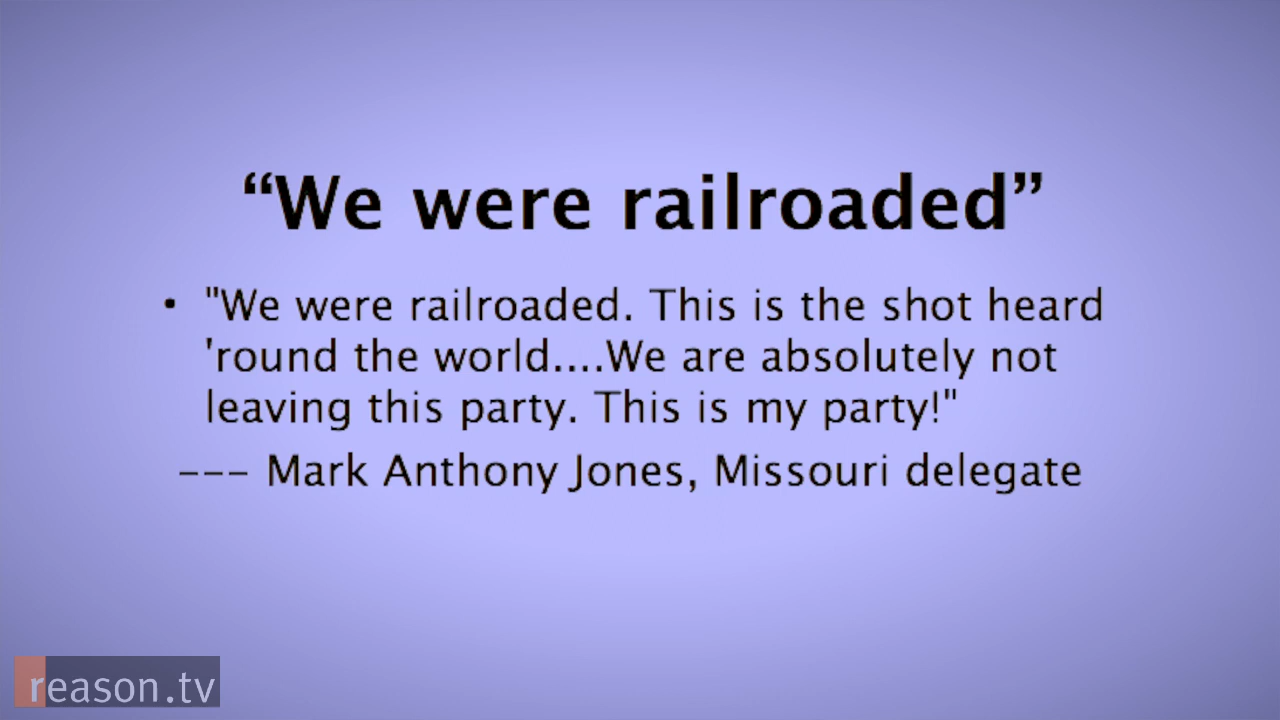 “We were railroaded”
• "We were railroaded. This is the shot heard
'round the world....We are absolutely not
leaving this party. This is my party!"
--- Mark Anthony Jones, Missouri delegate
reason.tv